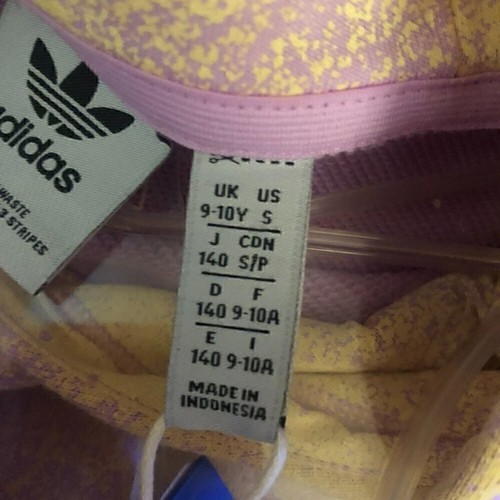 adidas
WASTE
3 STRIPES
UK US
9-10Y S
J CDN
140 S/P
D F
140 9-10A
E I
140 9-10A
MADE IN
INDONESIA